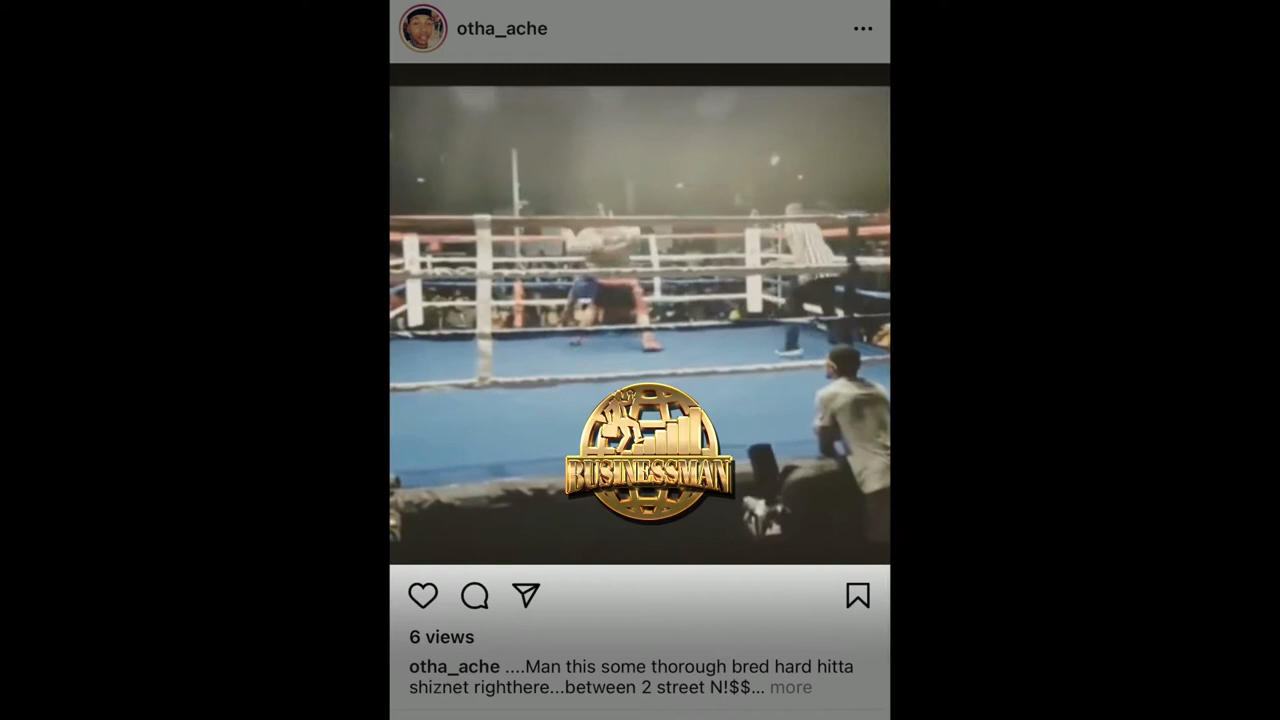 otha_ache
BUSINESSMAN
6 views
otha_ache ....Man this some thorough bred hard hitta
shiznet righthere...between 2 street N!$$... more